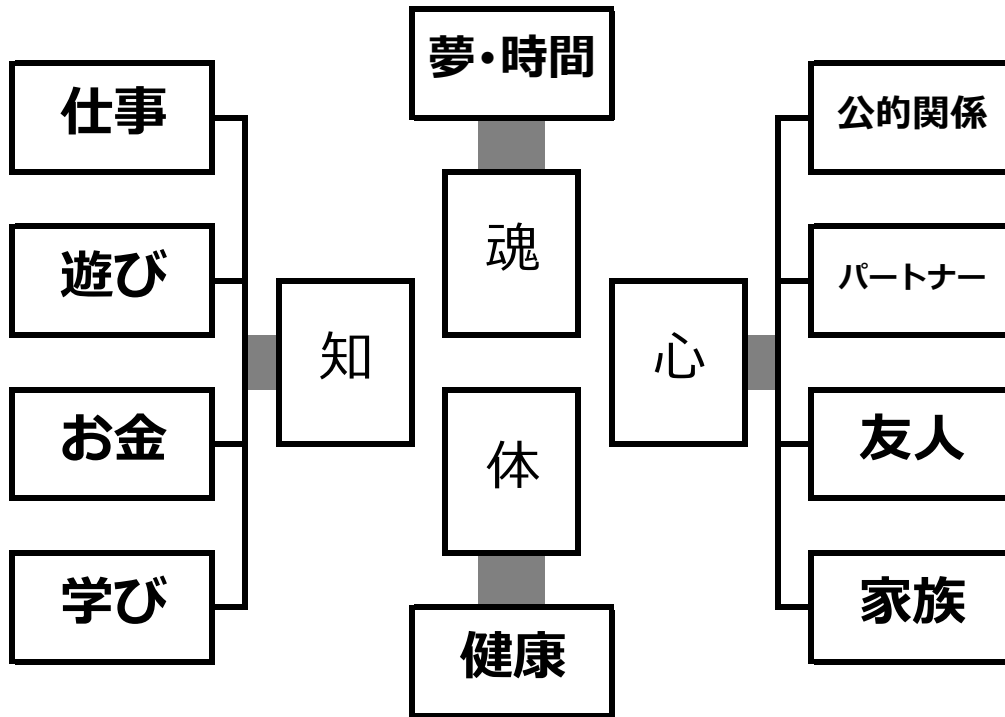 夢・時間
仕事
公的関係
魂
遊び
パートナー
知
心
お金
体
友人
学び
家族
健康